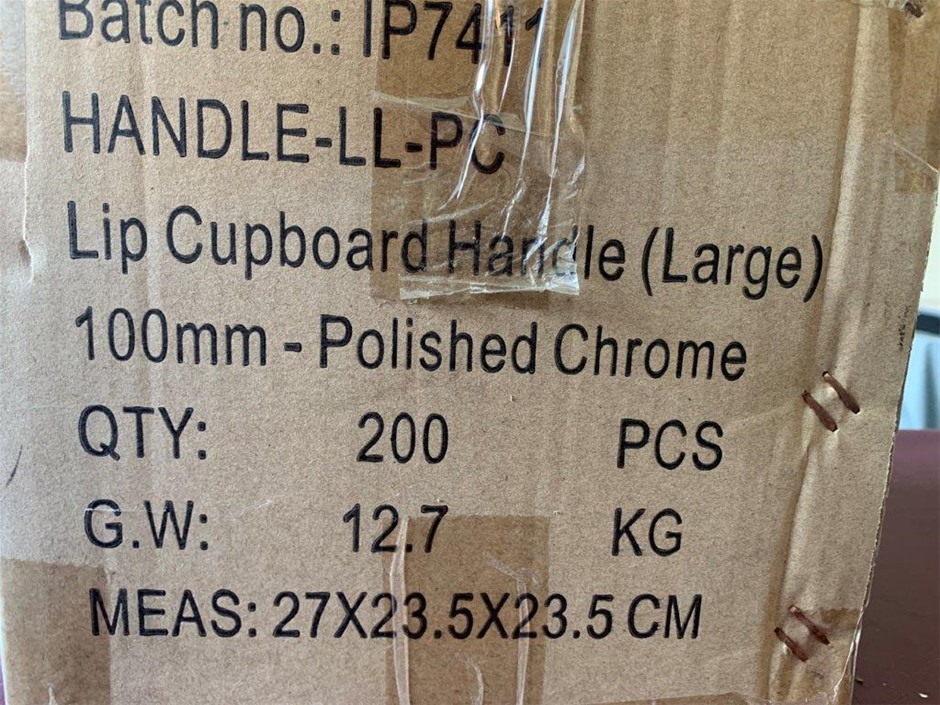 Batch no.: IP7411
HANDLE-LL-PC
Lip Cupboard Handle (Large)
100mm - Polished Chrome
QTY: 200 PCS
G.W: 12.7 KG
MEAS: 27X23.5X23.5 CM